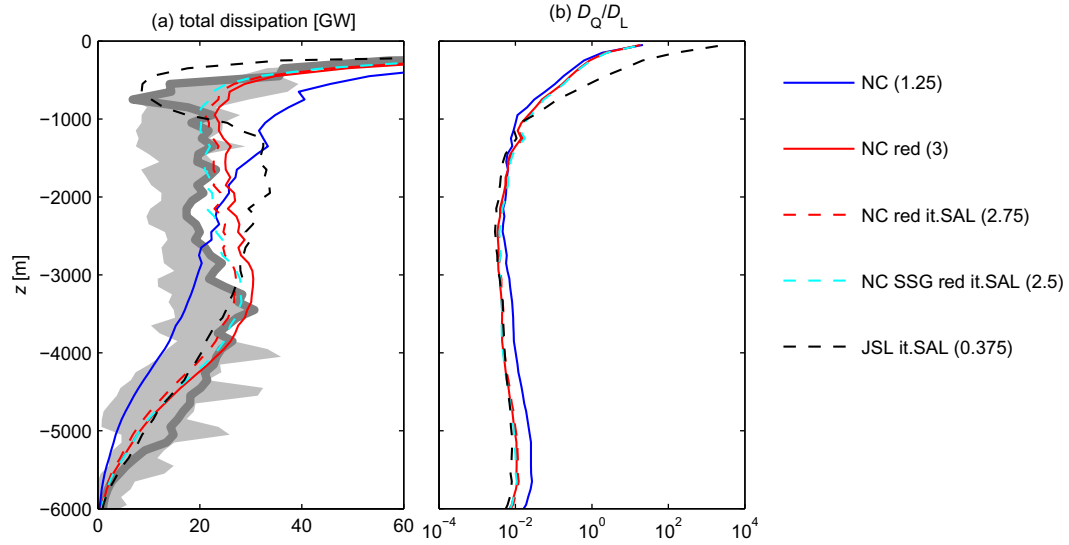 (a) total dissipation [GW]
(b) D_Q/D_L
0
−1000
−2000
−3000
−4000
−5000
−6000
z [m]
0
20
40
60
10^−4
10^−2
10^0
10^2
10^4
NC (1.25)
NC red (3)
NC red it.SAL (2.75)
NC SSG red it.SAL (2.5)
JSL it.SAL (0.375)